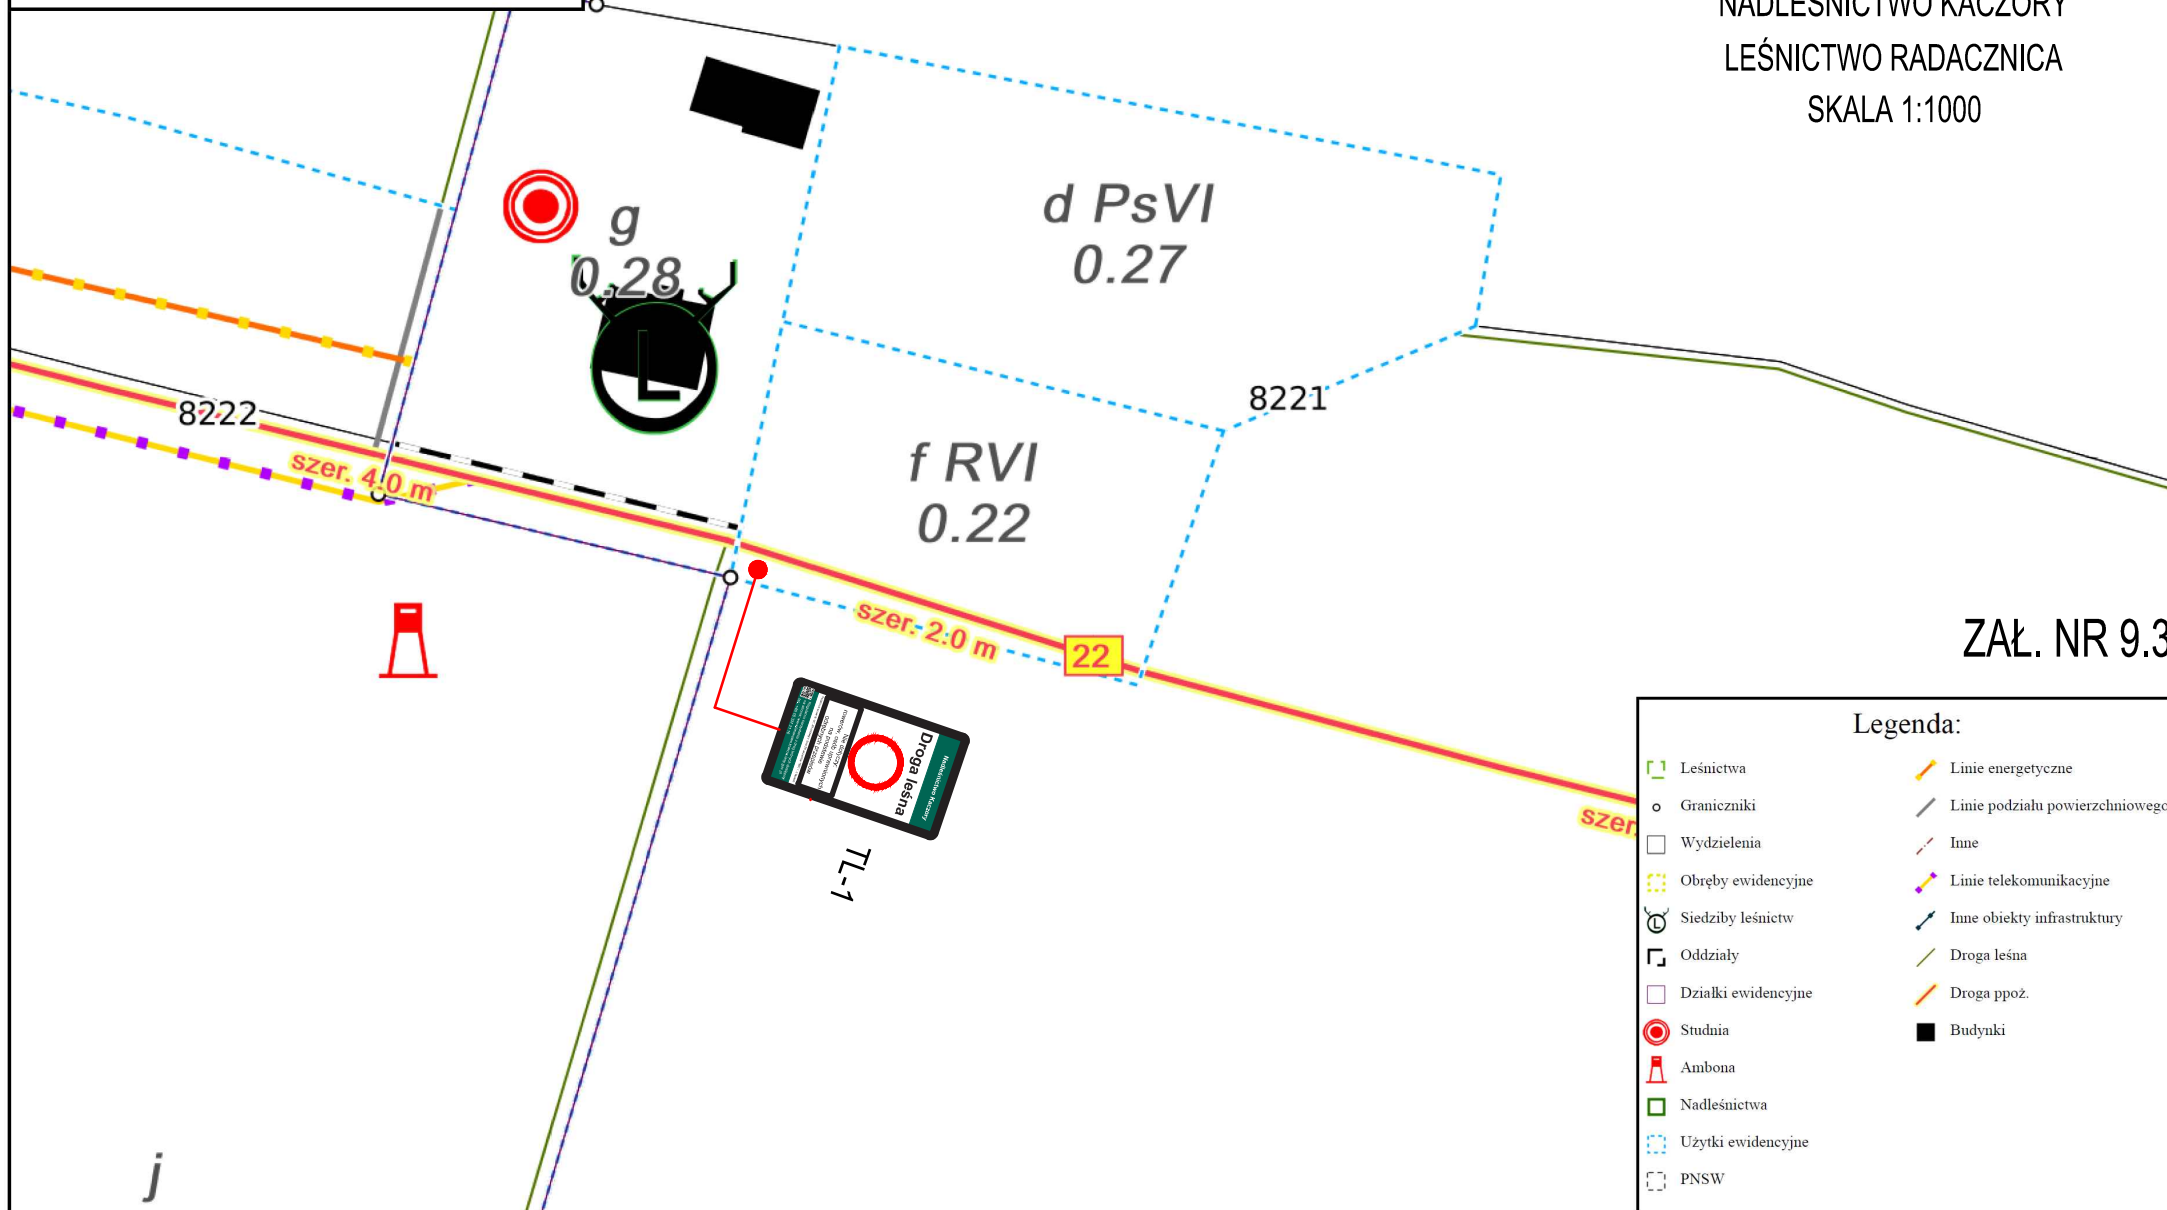 NADLEŚNICTWO KACZORY
LEŚNICTWO RADACZNICA
SKALA 1:1000
g
0.28
d PsVI
0.27
L
8222
8221
szer. 4.0 m
f RVI
0.22
szer. 2.0 m
22
szer.
ZAŁ. NR 9.3
Nadleśnictwo Kaczory
Droga leśna
TL-1
j
Legenda:
Leśnictwa
Graniczniki
Wydzielenia
Obręby ewidencyjne
Siedziby leśnictw
Oddziały
Działki ewidencyjne
Studnia
Ambona
Nadleśnictwa
Użytki ewidencyjne
PNSW
Linie energetyczne
Linie podziału powierzchniowego
Inne
Linie telekomunikacyjne
Inne obiekty infrastruktury
Droga leśna
Droga ppoż.
Budynki